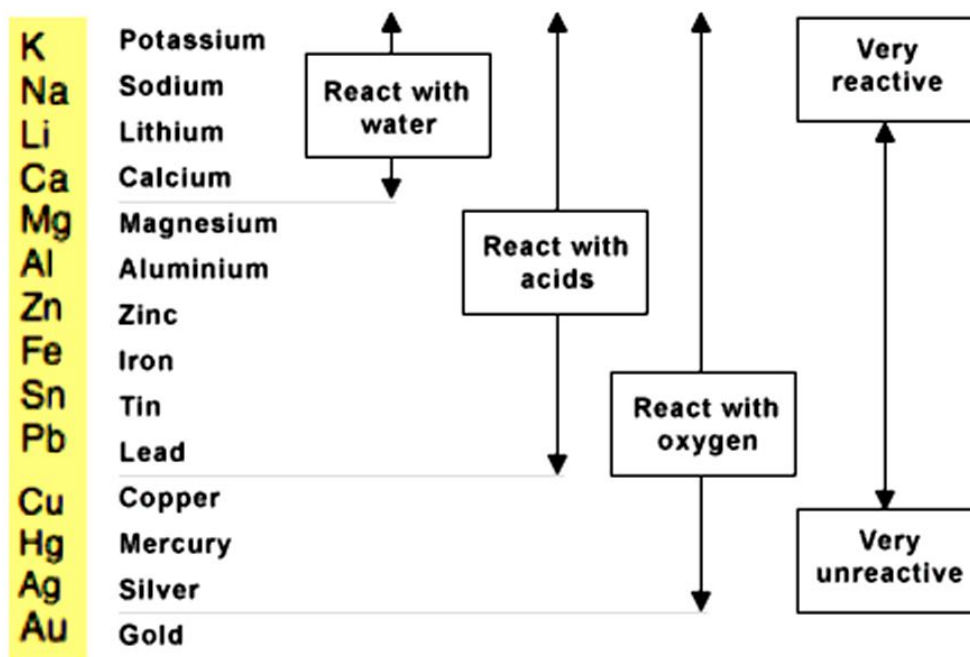 K Potassium
Na Sodium
Li Lithium
Ca Calcium
Mg Magnesium
Al Aluminium
Zn Zinc
Fe Iron
Sn Tin
Pb Lead
Cu Copper
Hg Mercury
Ag Silver
Au Gold
React with
water
React with
acids
React with
oxygen
Very
reactive
Very
unreactive